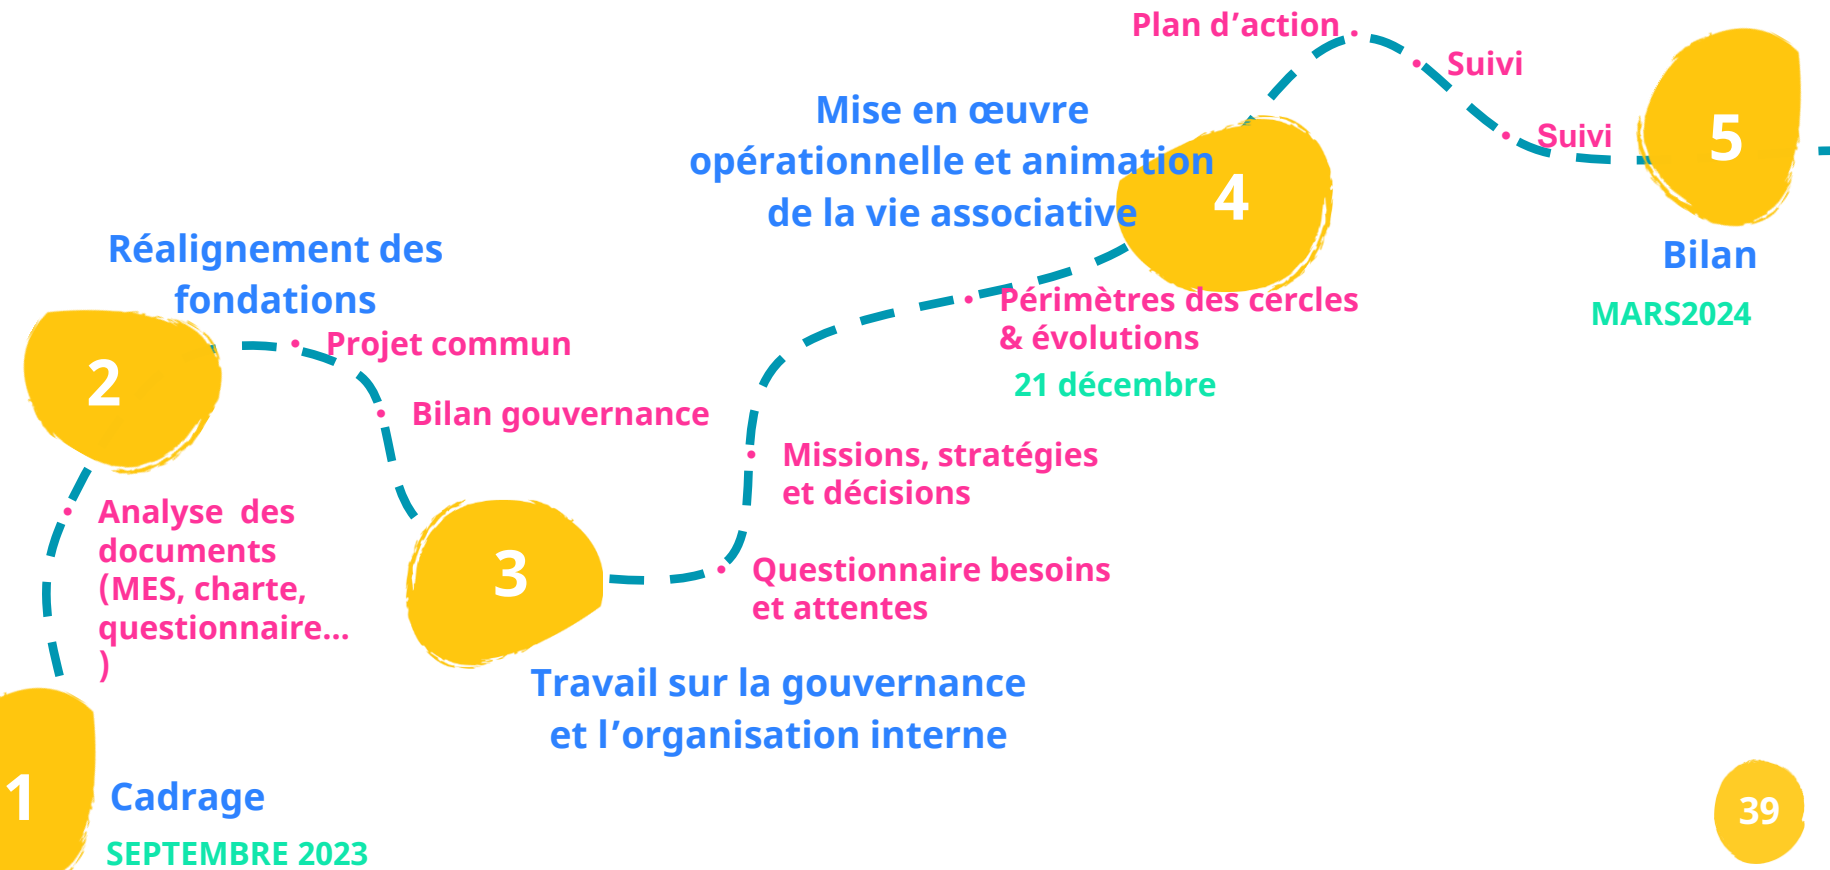 1
Cadrage
SEPTEMBRE 2023
Analyse  des
documents
(MES, charte,
questionnaire...
)
2
Réalignement des
fondations
Projet commun
Bilan gouvernance
3
Travail sur la gouvernance
et l’organisation interne
Questionnaire besoins
et attentes
Missions, stratégies
et décisions
Périmètres des cercles
& évolutions
21 décembre
4
Mise en œuvre
opérationnelle et animation
de la vie associative
Plan d’action
Suivi
Suivi
5
Bilan
MARS2024
39